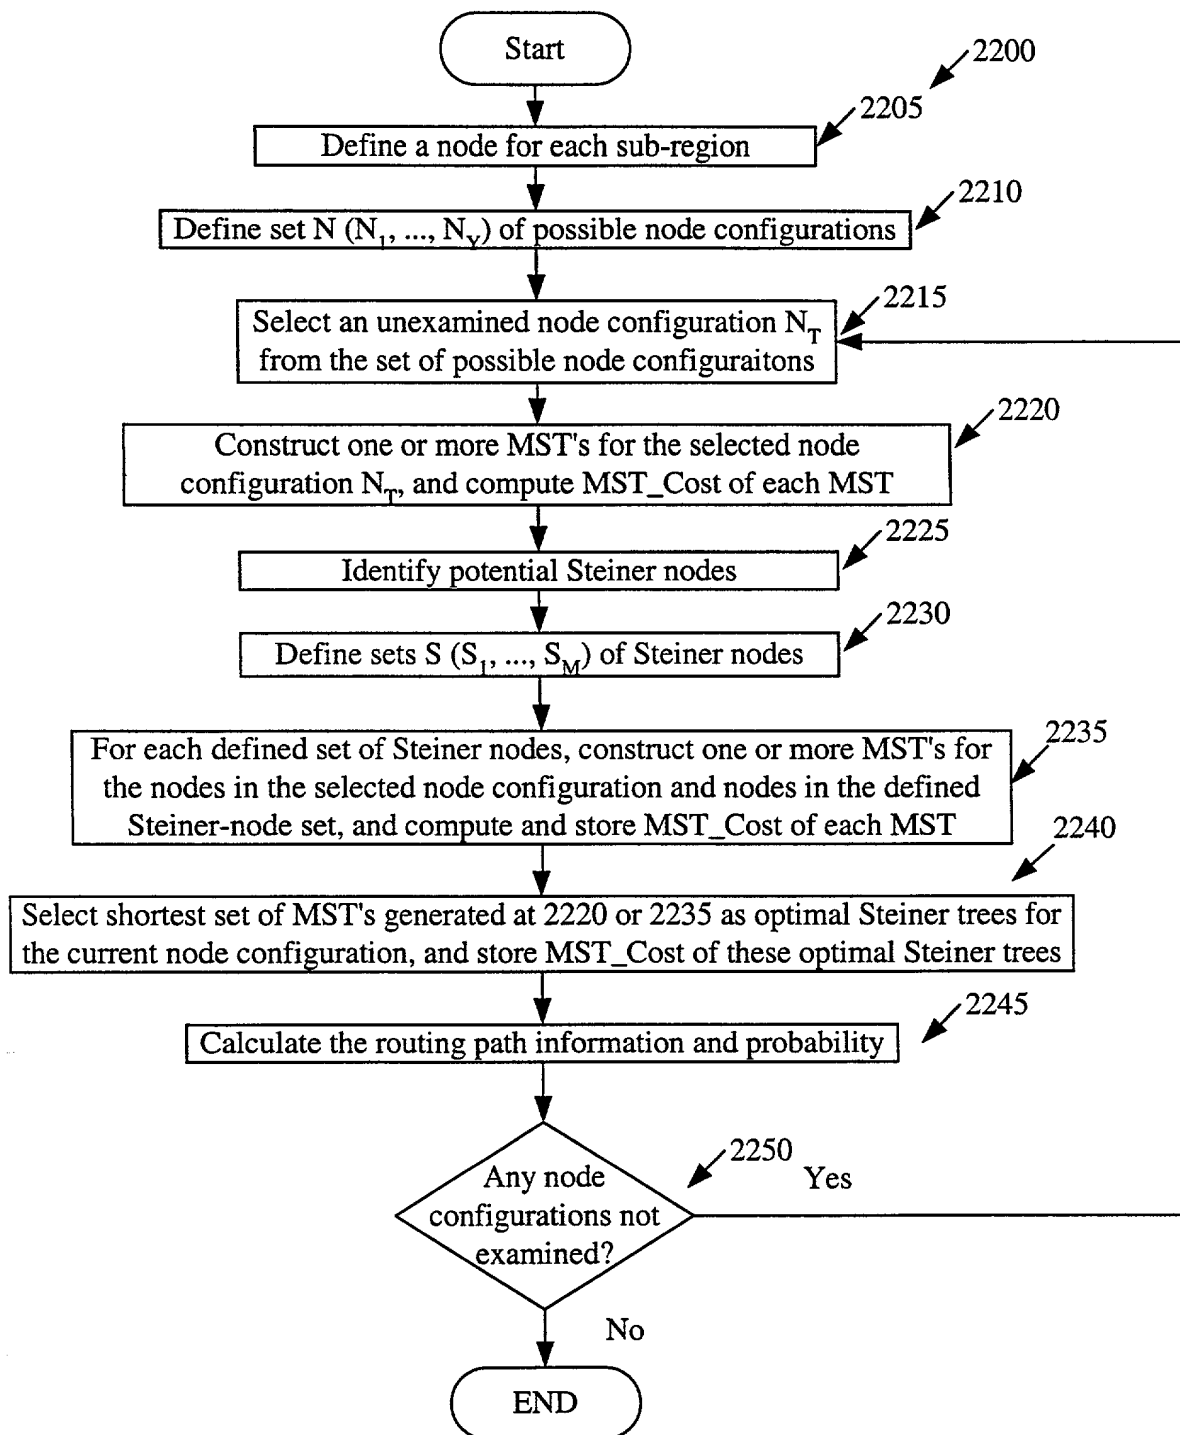 Start
2200
2205
Define a node for each sub-region
2210
Define set N (N1, ..., NY) of possible node configurations
2215
Select an unexamined node configuration NT
from the set of possible node configuraitons
2220
Construct one or more MST's for the selected node
configuration NT, and compute MST_Cost of each MST
2225
Identify potential Steiner nodes
2230
Define sets S (S1, ..., SM) of Steiner nodes
2235
For each defined set of Steiner nodes, construct one or more MST's for
the nodes in the selected node configuration and nodes in the defined
Steiner-node set, and compute and store MST_Cost of each MST
2240
Select shortest set of MST's generated at 2220 or 2235 as optimal Steiner trees for
the current node configuration, and store MST_Cost of these optimal Steiner trees
2245
Calculate the routing path information and probability
2250
Any node
configurations not
examined?
Yes
No
END